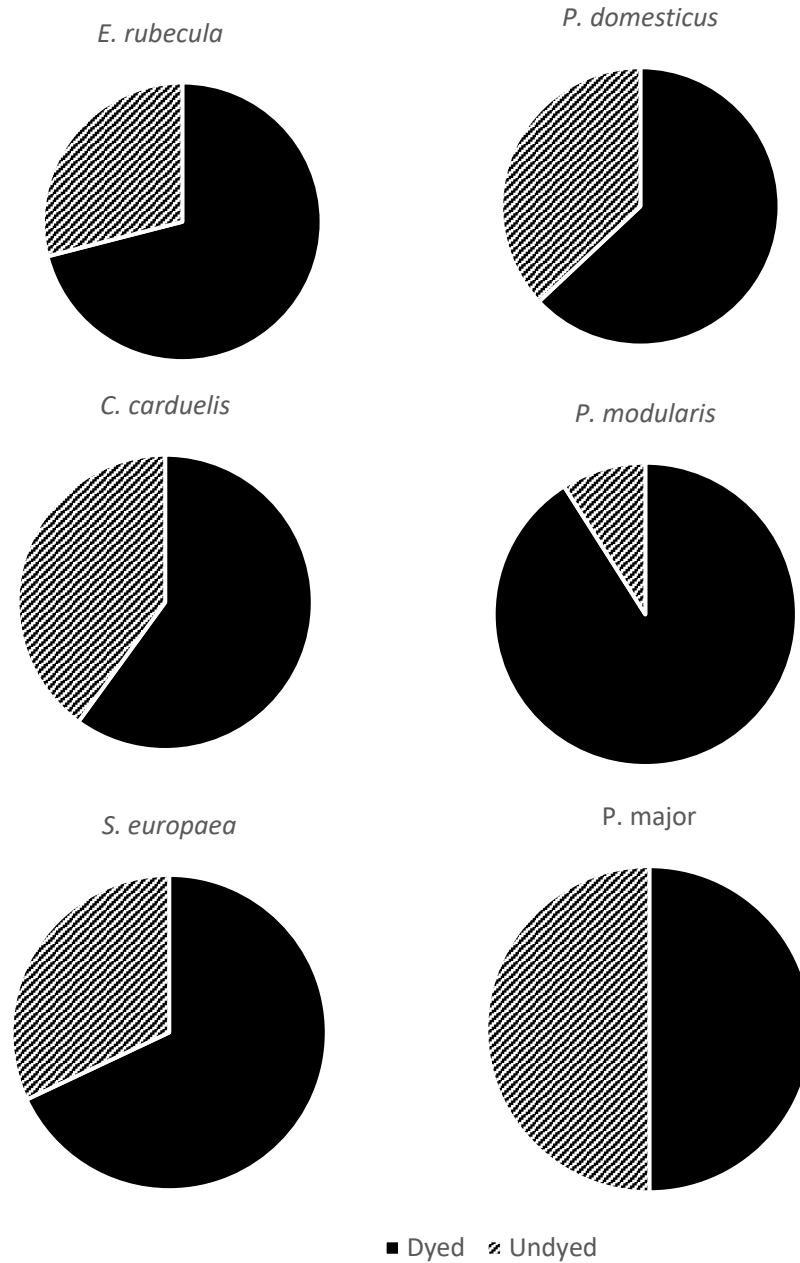 E. rubecula
P. domesticus
C. carduelis
P. modularis
S. europaea
P. major
Dyed Undyed